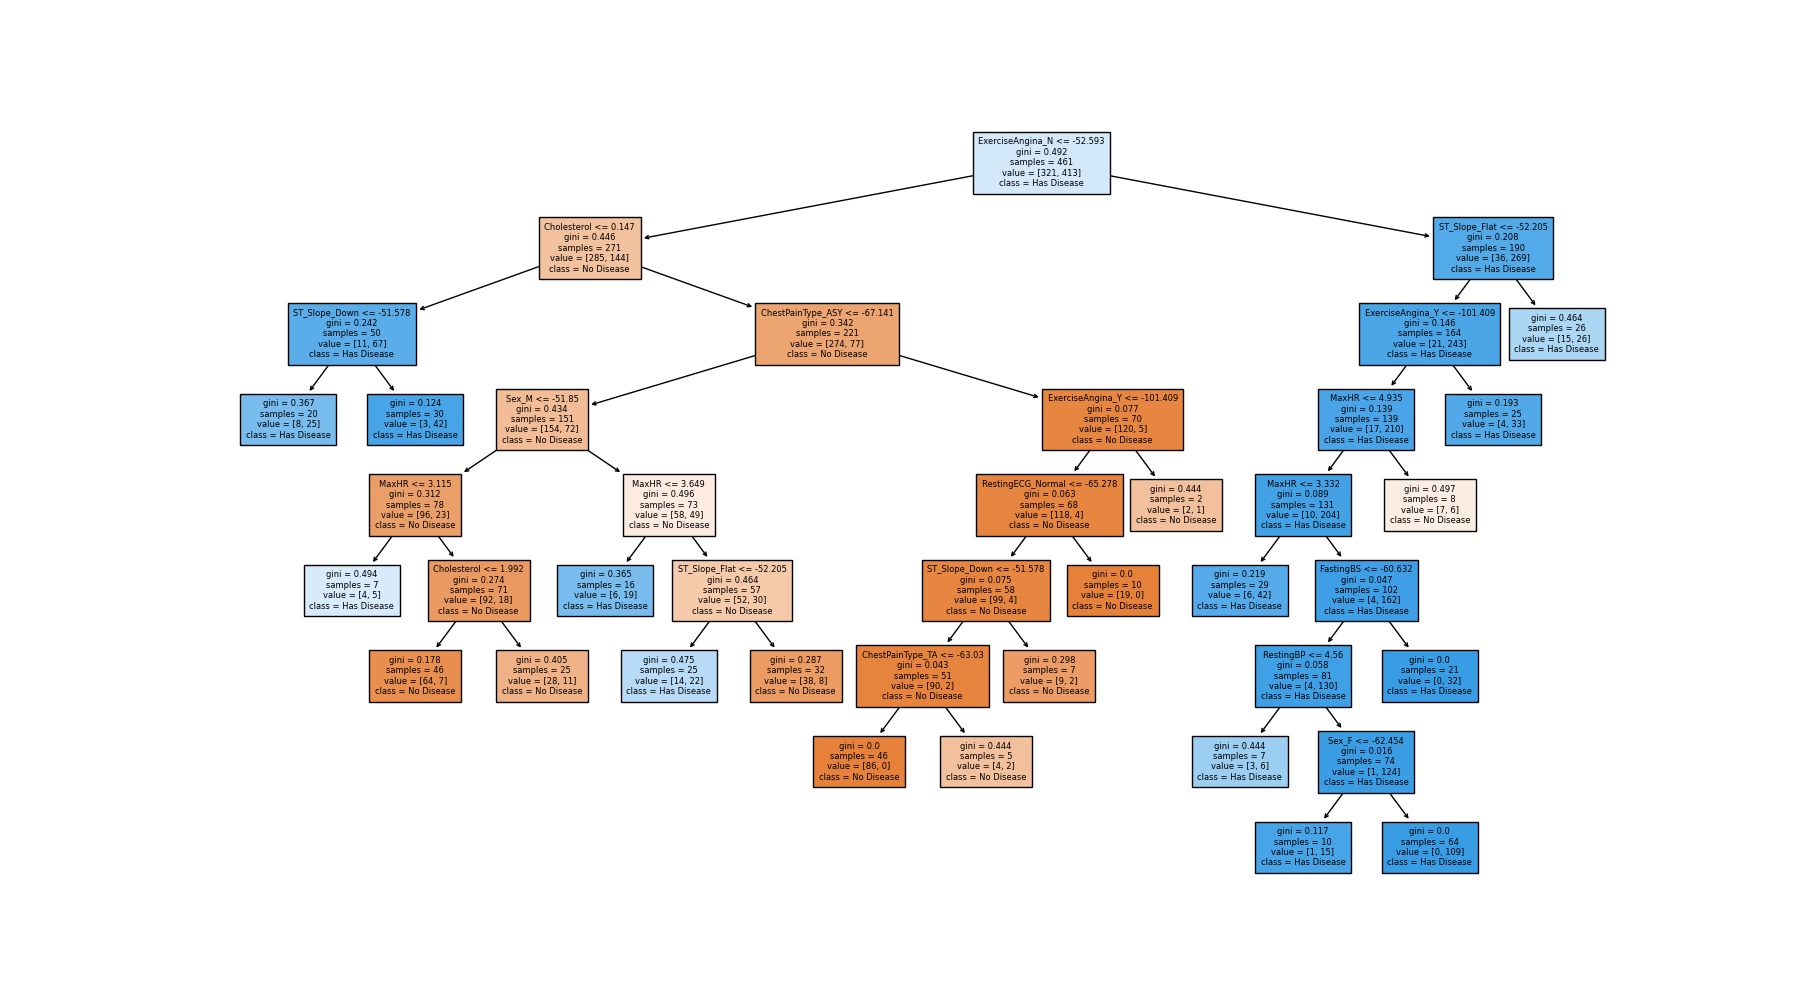 ExerciseAngina_N <= -52.593
gini = 0.492
samples = 461
value = [321, 413]
class = Has Disease
Cholesterol <= 0.147
gini = 0.446
samples = 271
value = [285, 144]
class = No Disease
ST_Slope_Flat <= -52.205
gini = 0.208
samples = 190
value = [36, 269]
class = Has Disease
ST_Slope_Down <= -51.578
gini = 0.242
samples = 50
value = [11, 67]
class = Has Disease
ChestPainType_ASY <= -67.141
gini = 0.342
samples = 221
value = [274, 77]
class = No Disease
ExerciseAngina_Y <= -101.409
gini = 0.146
samples = 164
value = [21, 243]
class = Has Disease
gini = 0.464
samples = 26
value = [15, 26]
class = Has Disease
gini = 0.367
samples = 20
value = [8, 25]
class = Has Disease
gini = 0.124
samples = 30
value = [3, 42]
class = Has Disease
Sex_M <= -51.85
gini = 0.434
samples = 151
value = [154, 72]
class = No Disease
ExerciseAngina_Y <= -101.409
gini = 0.077
samples = 70
value = [120, 5]
class = No Disease
MaxHR <= 4.935
gini = 0.139
samples = 139
value = [17, 210]
class = Has Disease
gini = 0.193
samples = 25
value = [4, 33]
class = Has Disease
MaxHR <= 3.115
gini = 0.312
samples = 78
value = [96, 23]
class = No Disease
MaxHR <= 3.649
gini = 0.496
samples = 73
value = [58, 49]
class = No Disease
RestingECG_Normal <= -65.278
gini = 0.063
samples = 68
value = [118, 4]
class = No Disease
gini = 0.444
samples = 2
value = [2, 1]
class = No Disease
MaxHR <= 3.332
gini = 0.089
samples = 131
value = [10, 204]
class = Has Disease
gini = 0.497
samples = 8
value = [7, 6]
class = No Disease
gini = 0.494
samples = 7
value = [4, 5]
class = Has Disease
Cholesterol <= 1.992
gini = 0.274
samples = 71
value = [92, 18]
class = No Disease
gini = 0.365
samples = 16
value = [6, 19]
class = Has Disease
ST_Slope_Flat <= -52.205
gini = 0.464
samples = 57
value = [52, 30]
class = No Disease
ST_Slope_Down <= -51.578
gini = 0.075
samples = 58
value = [99, 4]
class = No Disease
gini = 0.0
samples = 10
value = [19, 0]
class = No Disease
gini = 0.219
samples = 29
value = [6, 42]
class = Has Disease
FastingBS <= -60.632
gini = 0.047
samples = 102
value = [4, 162]
class = Has Disease
gini = 0.178
samples = 46
value = [64, 7]
class = No Disease
gini = 0.405
samples = 25
value = [28, 11]
class = No Disease
gini = 0.475
samples = 25
value = [14, 22]
class = Has Disease
gini = 0.287
samples = 32
value = [38, 8]
class = No Disease
ChestPainType_TA <= -63.03
gini = 0.043
samples = 51
value = [90, 2]
class = No Disease
gini = 0.298
samples = 7
value = [9, 2]
class = No Disease
RestingBP <= 4.56
gini = 0.058
samples = 81
value = [4, 130]
class = Has Disease
gini = 0.0
samples = 21
value = [0, 32]
class = Has Disease
gini = 0.0
samples = 46
value = [86, 0]
class = No Disease
gini = 0.444
samples = 5
value = [4, 2]
class = No Disease
gini = 0.444
samples = 7
value = [3, 6]
class = Has Disease
Sex_F <= -62.454
gini = 0.016
samples = 74
value = [1, 124]
class = Has Disease
gini = 0.117
samples = 10
value = [1, 15]
class = Has Disease
gini = 0.0
samples = 64
value = [0, 109]
class = Has Disease